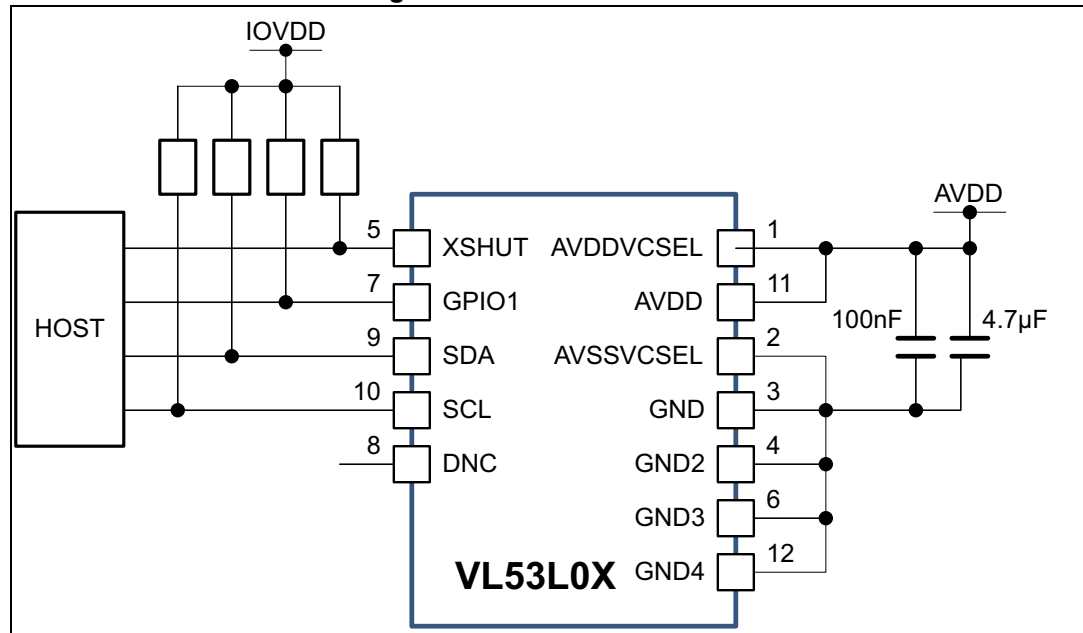 g
IOVDD
AVDD
HOST
5 XSHUT
7 GPIO1
9 SDA
10 SCL
8 DNC
AVDDVCSEL 1
AVDD 11
AVSSVCSEL 2
GND 3
GND2 4
GND3 6
GND4 12
100nF
4.7µF
VL53L0X